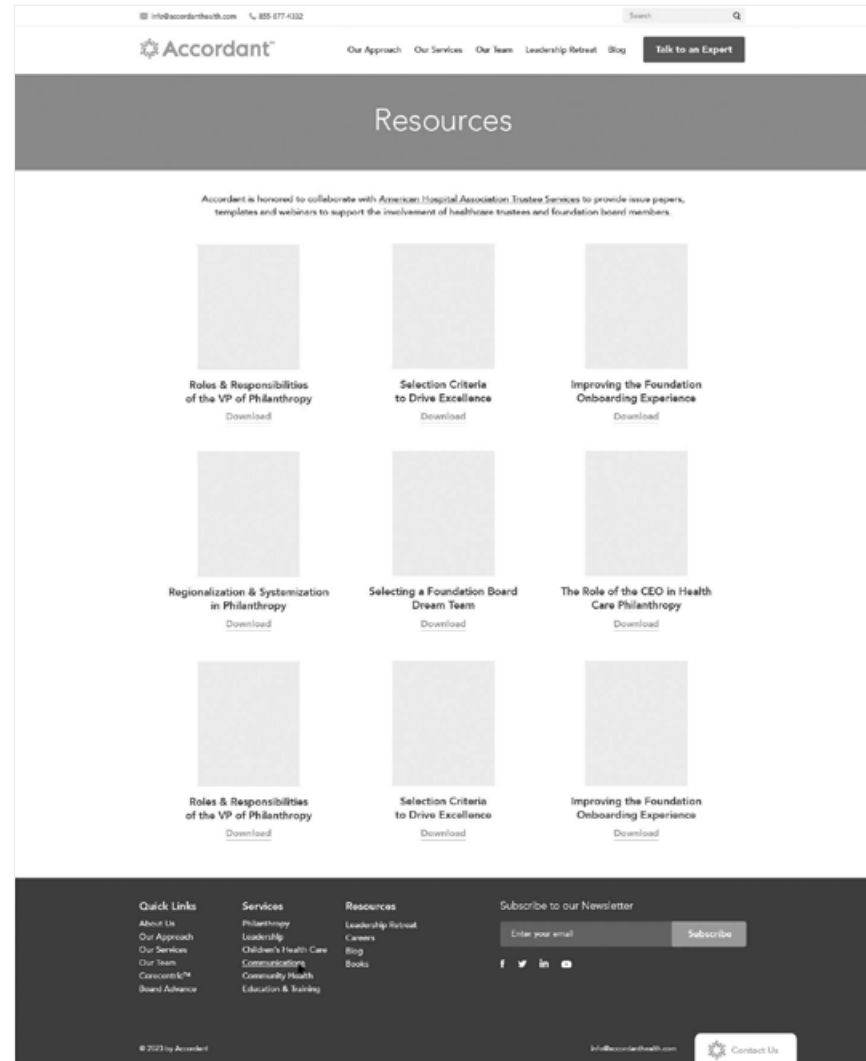 info@accordanthealth.com 855-877-4332 Search
Accordant™ Our Approach Our Services Our Team Leadership Retreat Blog Talk to an Expert
Resources
Accordant is honored to collaborate with American Hospital Association Trustee Services to provide issue papers,
templates and webinars to support the involvement of healthcare trustees and foundation board members.
Roles & Responsibilities
of the VP of Philanthropy
Download
Selection Criteria
to Drive Excellence
Download
Improving the Foundation
Onboarding Experience
Download
Regionalization & Systemization
in Philanthropy
Download
Selecting a Foundation Board
Dream Team
Download
The Role of the CEO in Health
Care Philanthropy
Download
Roles & Responsibilities
of the VP of Philanthropy
Download
Selection Criteria
to Drive Excellence
Download
Improving the Foundation
Onboarding Experience
Download
Quick Links
About Us
Our Approach
Our Services
Our Team
Corecentric™
Board Advance
Services
Philanthropy
Leadership
Children's Health Care
Communications
Community Health
Education & Training
Resources
Leadership Retreat
Careers
Blog
Books
Subscribe to our Newsletter
Enter your email Subscribe
© 2023 by Accordant info@accordanthealth.com Contact Us